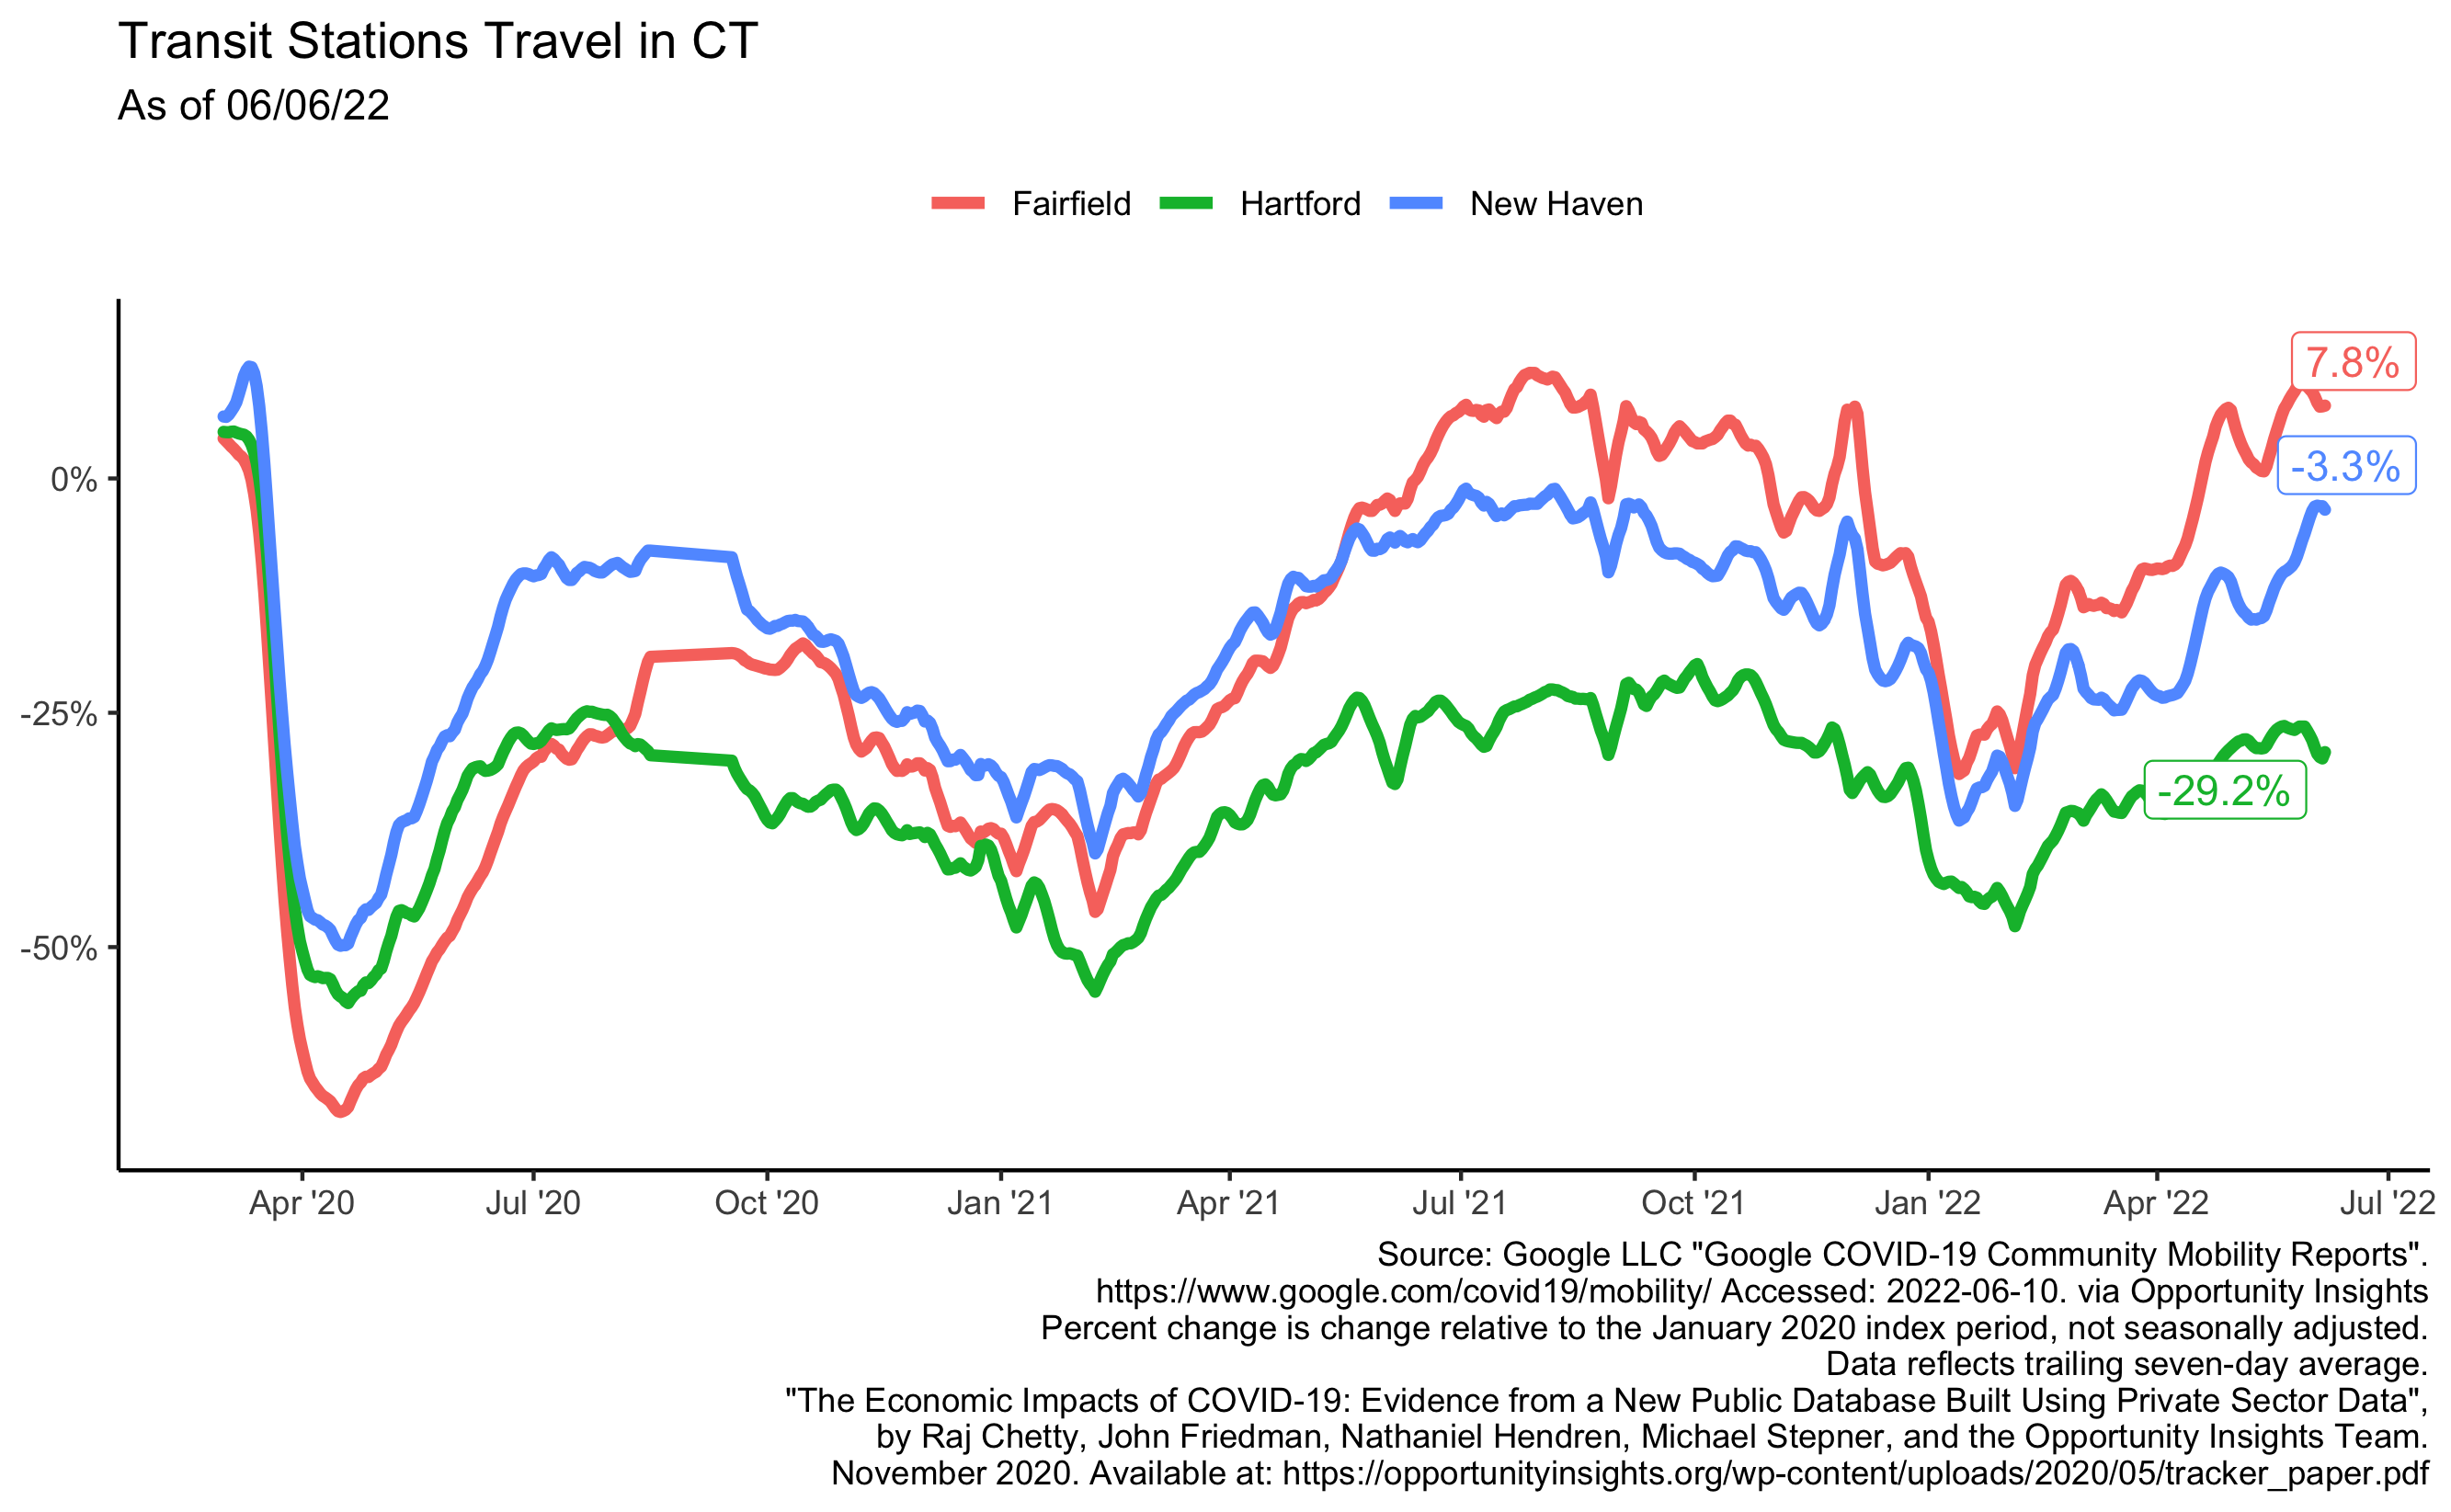 Transit Stations Travel in CT
As of 06/06/22
Fairfield Hartford New Haven
7.8%
0%
-3.3%
-25%
-29.2%
-50%
Apr '20 Jul '20 Oct '20 Jan '21 Apr '21 Jul '21 Oct '21 Jan '22 Apr '22 Jul '22
Source: Google LLC "Google COVID-19 Community Mobility Reports".
https://www.google.com/covid19/mobility/ Accessed: 2022-06-10. via Opportunity Insights
Percent change is change relative to the January 2020 index period, not seasonally adjusted.
Data reflects trailing seven-day average.
"The Economic Impacts of COVID-19: Evidence from a New Public Database Built Using Private Sector Data",
by Raj Chetty, John Friedman, Nathaniel Hendren, Michael Stepner, and the Opportunity Insights Team.
November 2020. Available at: https://opportunityinsights.org/wp-content/uploads/2020/05/tracker_paper.pdf